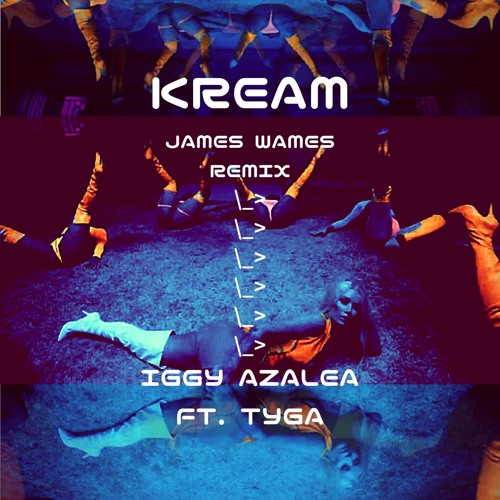 KREAM
JAMES WAMES
REMIX
\_>
\_>
\_>
\_>
\_>
\_>
IGGY AZALEA
FT. TYGA